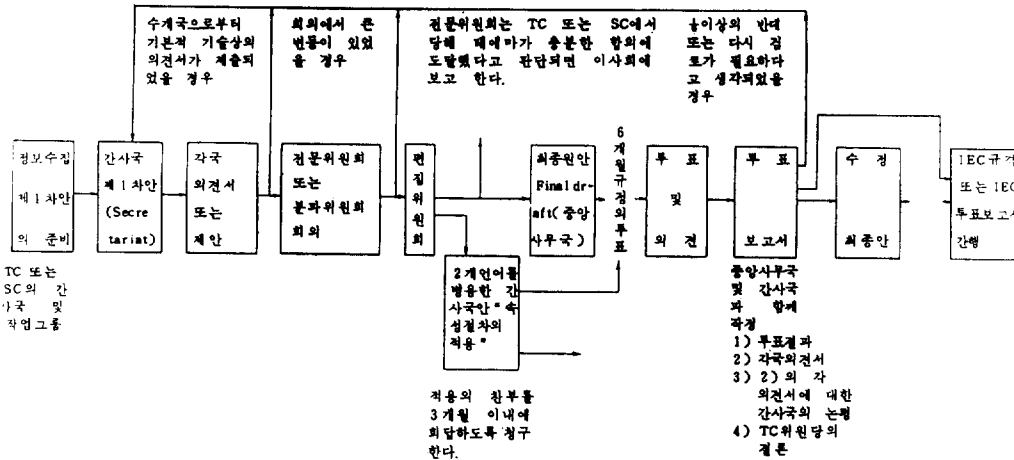 수개국으로부터
기본적 기술상의
의견서가 제출되
었을 경우
회의에서 큰
변동이 있었
을 경우
전문위원회는 TC 또는 SC에서
당해 테에마가 충분한 합의에
도달했다고 판단되면 이사회에
보고 한다.
이상의 반대
또는 다시 검
토가 필요하다
고 생각되었을
경우
정보수집
제1차안
의 준비
TC 또는
SC의 간
사국 및
작업그룹
간사국
제1차안
(Secre
tariat)
각국
의견서
또는
제안
전문위원회
또는
분과위원회
회의
편집위원회
최종원안
Final dr-
aft(중앙
사무국)
6개월규정의투표
투표
및
의견
투표
보고서
수정
최종안
IEC규격
또는 IEC
투표보고서
간행
2개언어를
병용한 간
사국안 "속
성절차의
적용"
적용의 찬부를
3개월 이내에
회답하도록 청구
한다.
중앙사무국
및 간사국
과 함께
작정
1) 투표결과
2) 각국의견서
3) 2) 의 각
의견서에 대한
간사국의 논평
4) TC위원당의
결론